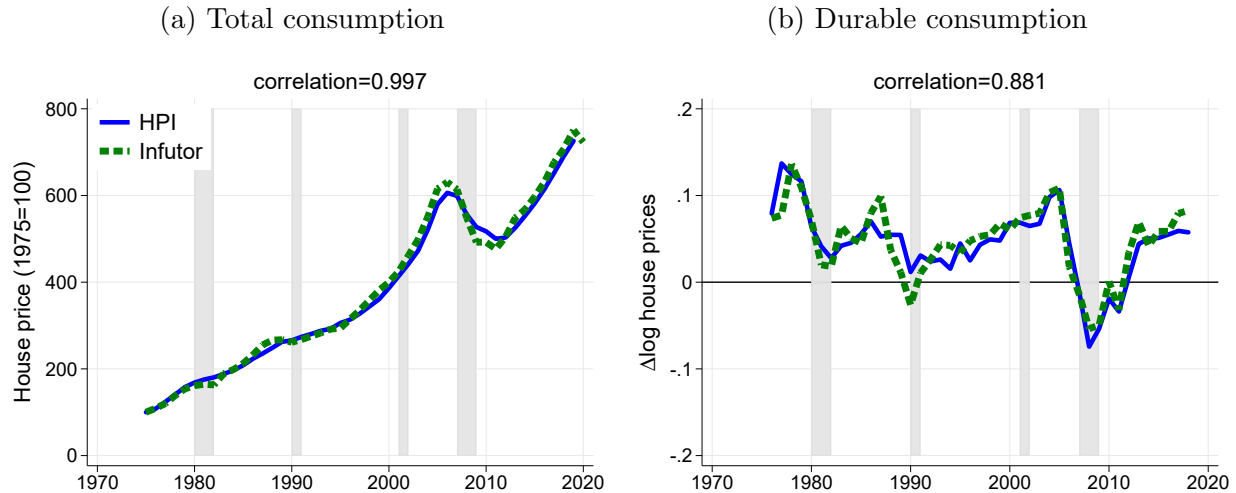 (a) Total consumption
correlation=0.997
HPI
Infutor
House price (1975=100)
800
600
400
200
0
1970 1980 1990 2000 2010 2020
(b) Durable consumption
correlation=0.881
Δlog house prices
.2
.1
0
-.1
-.2
1970 1980 1990 2000 2010 2020